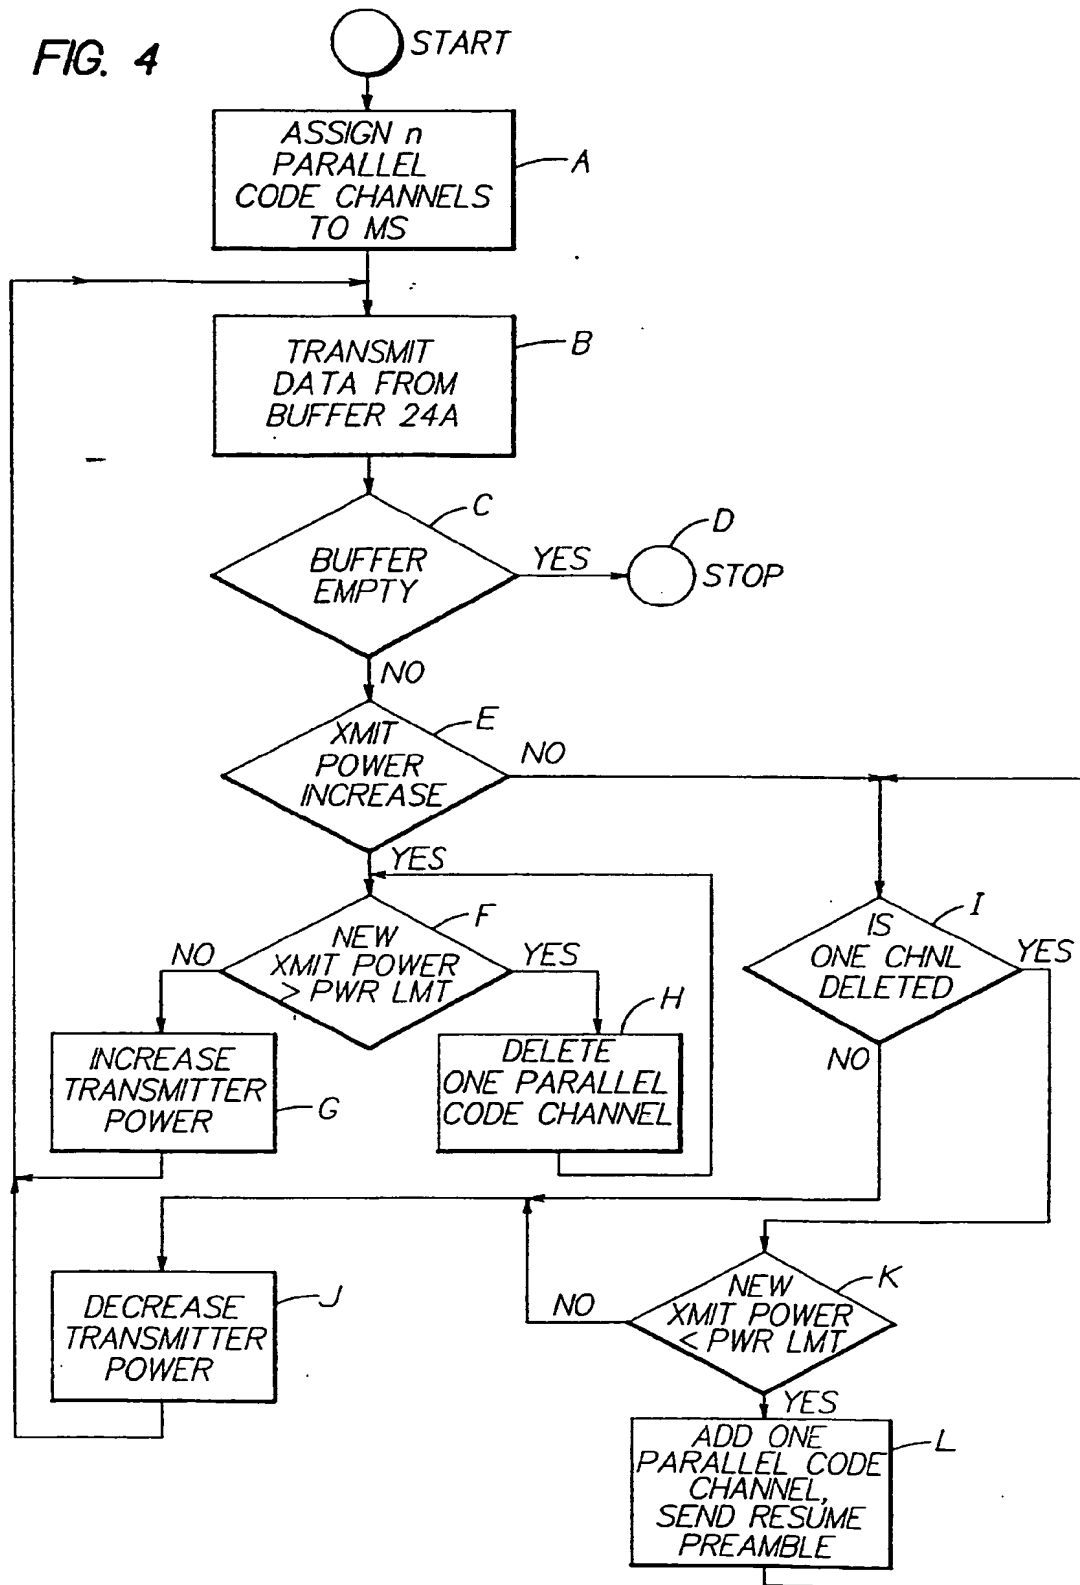 FIG. 4
START
ASSIGN n
PARALLEL
CODE CHANNELS
TO MS
A
TRANSMIT
DATA FROM
BUFFER 24A
B
BUFFER
EMPTY
C
YES
D
STOP
NO
XMIT
POWER
INCREASE
E
NO
YES
NEW
XMIT POWER
> PWR LMT
F
NO
YES
INCREASE
TRANSMITTER
POWER
G
DELETE
ONE PARALLEL
CODE CHANNEL
H
IS
ONE CHNL
DELETED
I
YES
NO
DECREASE
TRANSMITTER
POWER
J
NEW
XMIT POWER
< PWR LMT
K
NO
YES
ADD ONE
PARALLEL CODE
CHANNEL,
SEND RESUME
PREAMBLE
L